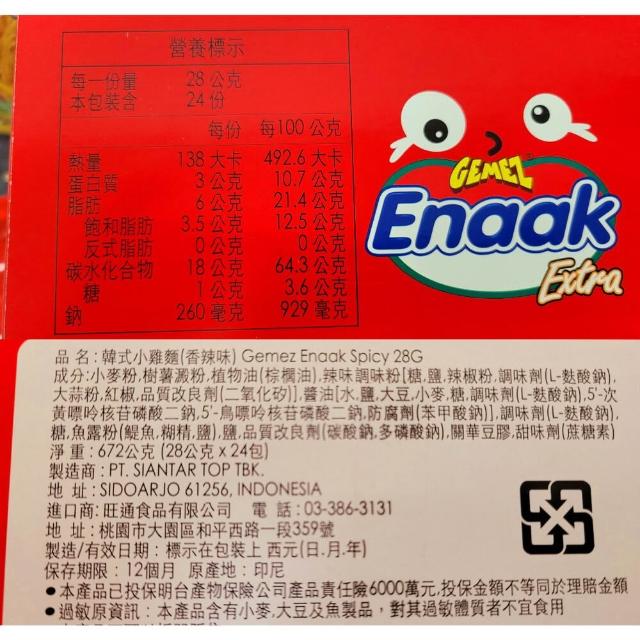 營養標示
每一份量 28 公克
本包裝含 24 份
每份 每100 公克
熱量 138 大卡 492.6 大卡
蛋白質 3 公克 10.7 公克
脂肪 6 公克 21.4 公克
飽和脂肪 3.5 公克 12.5 公克
反式脂肪 0 公克 0 公克
碳水化合物 18 公克 64.3 公克
糖 1 公克 3.6 公克
鈉 260 毫克 929 毫克
GEMEZ
Enaak
Extra
品 名:韓式小雞麵(香辣味) Gemez Enaak Spicy 28G
成分:小麥粉,樹薯澱粉,植物油(棕櫚油),辣味調味粉[糖,鹽,辣椒粉,調味劑(L-麩酸鈉),
大蒜粉,紅椒,品質改良劑(二氧化矽)],醬油[水,鹽,大豆,小麥,糖,調味劑(L-麩酸鈉),5'-次
黃嘌呤核苷磷酸二鈉,5'-鳥嘌呤核苷磷酸二鈉,防腐劑(苯甲酸鈉)],調味劑(L-麩酸鈉),
糖,魚露粉(鯷魚,糊精,鹽),鹽,品質改良劑(碳酸鈉,多磷酸鈉),關華豆膠,甜味劑(蔗糖素)
淨 重:672公克 (28公克 x 24包)
製造商:PT. SIANTAR TOP TBK.
地 址:SIDOARJO 61256, INDONESIA
進口商:旺通食品有限公司 電 話:03-386-3131
地 址:桃園市大園區和平西路一段359號
製造/有效日期:標示在包裝上 西元(日.月.年)
保存期限:12個月 原產地:印尼
●本產品已投保明台產物保險公司產品責任險6000萬元,投保金額不等同於理賠金額
●過敏原資訊:本產品含有小麥,大豆及魚製品,對其過敏體質者不宜食用